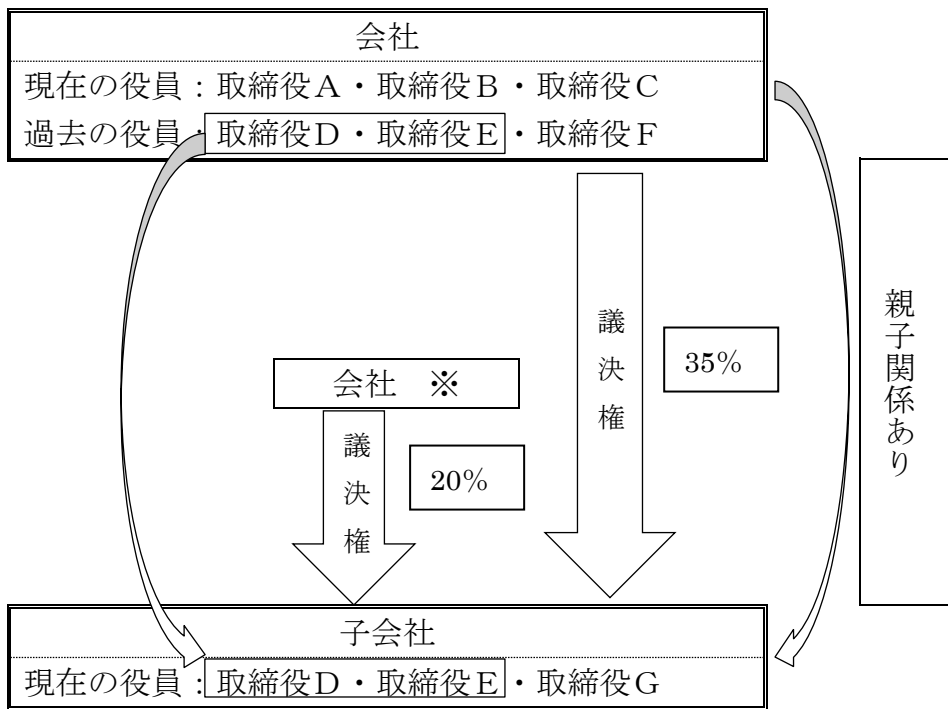 会社
現在の役員：取締役A・取締役B・取締役C
過去の役員：取締役D・取締役E・取締役F
議決権
35%
親子関係あり
会社　※
議決権
20%
子会社
現在の役員：取締役D・取締役E・取締役G